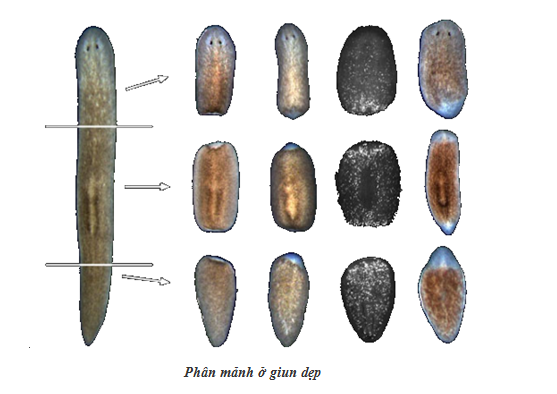 Phân mảnh ở giun dẹp